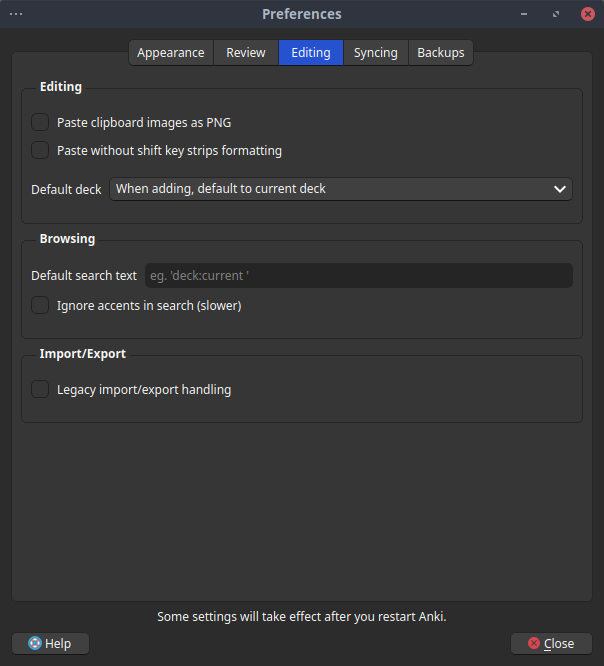 Preferences
Appearance Review Editing Syncing Backups
Editing
Paste clipboard images as PNG
Paste without shift key strips formatting
Default deck When adding, default to current deck
Browsing
Default search text eg. 'deck:current '
Ignore accents in search (slower)
Import/Export
Legacy import/export handling
Some settings will take effect after you restart Anki.
Help Close